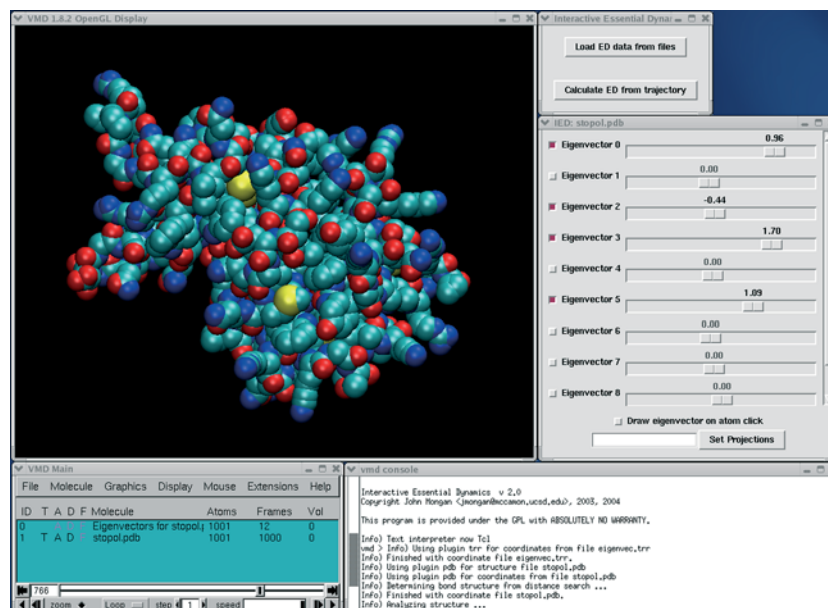 VMD 1.8.2 OpenGL Display
Interactive Essential Dyna
Load ED data from files
Calculate ED from trajectory
IED: stopol.pdb
0.96
Eigenvector 0
0.00
Eigenvector 1
-0.44
Eigenvector 2
1.70
Eigenvector 3
0.00
Eigenvector 4
1.09
Eigenvector 5
0.00
Eigenvector 6
0.00
Eigenvector 7
0.00
Eigenvector 8
Draw eigenvector on atom click
Set Projections
VMD Main
File Molecule Graphics Display Mouse Extensions Help
ID T A D F Molecule Atoms Frames Vol
0 Eigenvectors for stopol.p 1001 12 0
1 T A D stopol.pdb 1001 1000 0
766
zoom Loop step 1 speed
vmd console
Interactive Essential Dynamics v 2.0
Copyright John Mongan <jmongan@mccammon.ucsd.edu>, 2003, 2004
This program is provided under the GPL with ABSOLUTELY NO WARRANTY.
Info) Text interpreter now Tcl
vmd > Info) Using plugin trr for coordinates from file eigenvec.trr
Info) Finished with coordinate file eigenvec.trr.
Info) Using plugin pdb for structure file stopol.pdb
Info) Using plugin pdb for coordinates from file stopol.pdb
Info) Determining bond structure from distance search ...
Info) Finished with coordinate file stopol.pdb.
Info) Analyzing structure ...